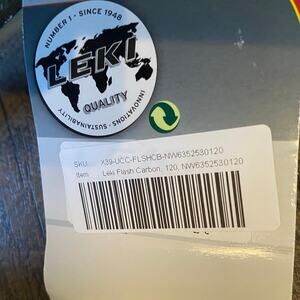 NUMBER 1 - SINCE 1948
LEKI
QUALITY
INNOVATIONS - SUSTAINABILITY
SKU: X39-UCC-FLSHCB-NW6352530120
Item Leki Flash Carbon, 120, NW6352530120